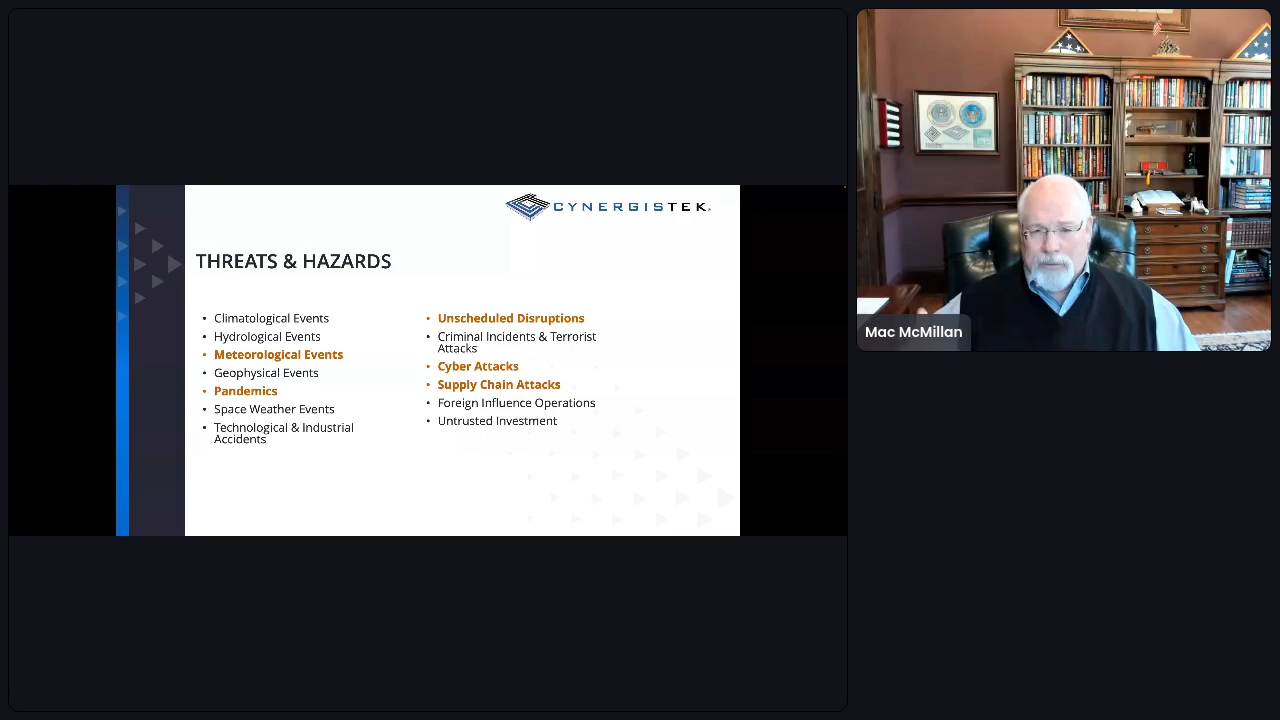 CYNERGISTEK
THREATS & HAZARDS
• Climatological Events
• Hydrological Events
• Meteorological Events
• Geophysical Events
• Pandemics
• Space Weather Events
• Technological & Industrial
Accidents
• Unscheduled Disruptions
• Criminal Incidents & Terrorist
Attacks
• Cyber Attacks
• Supply Chain Attacks
• Foreign Influence Operations
• Untrusted Investment
Mac McMillan